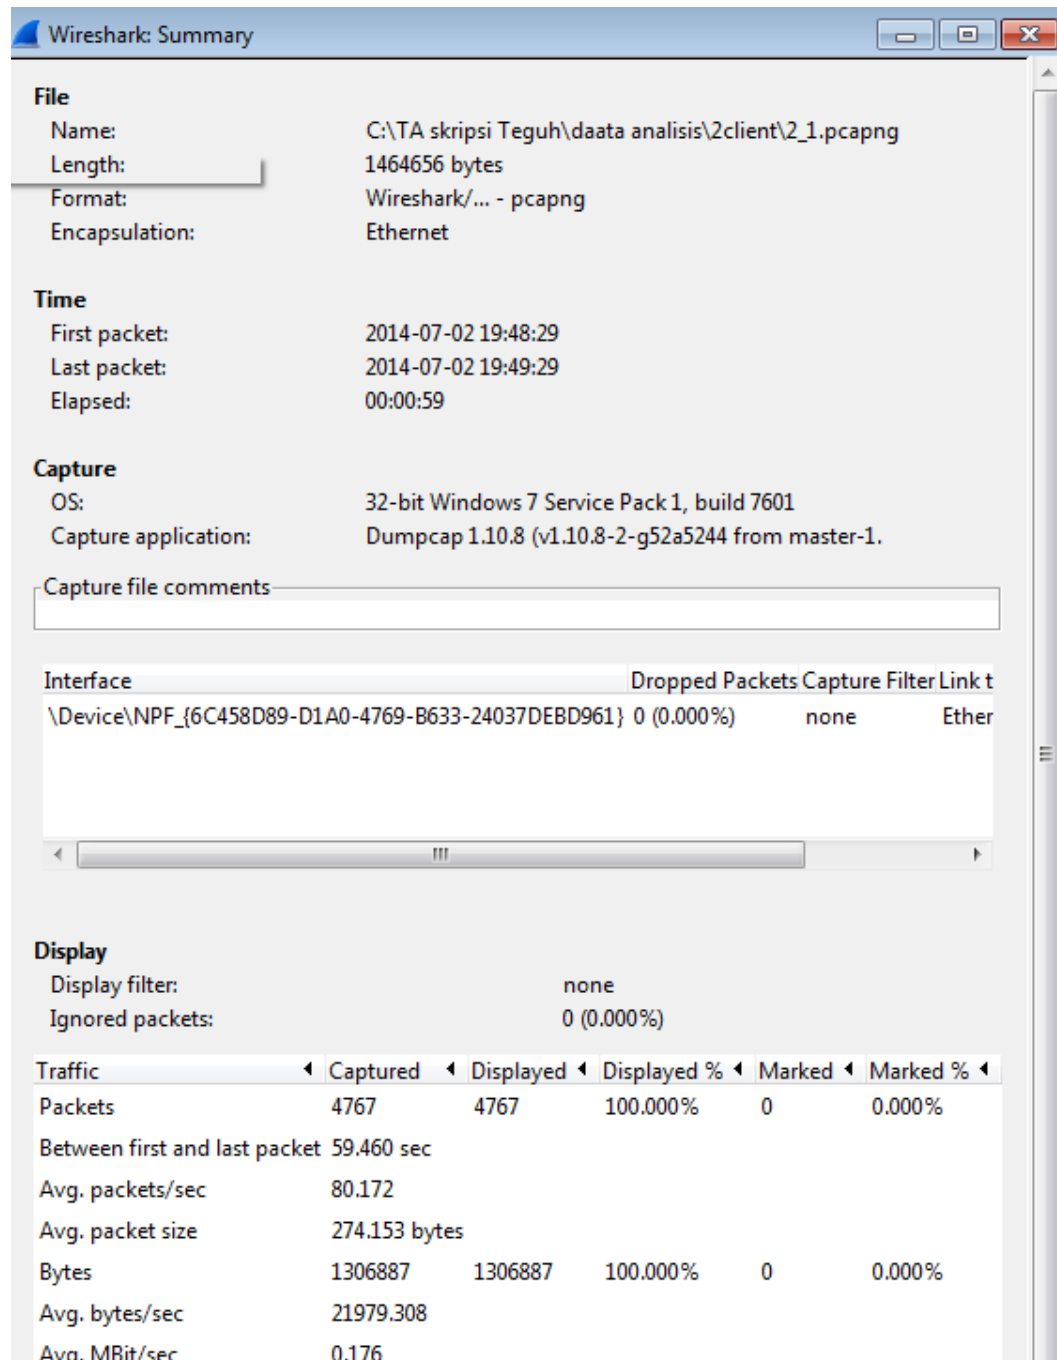 Wireshark: Summary
File
Name: C:\TA skripsi Teguh\daata analisis\2client\2_1.pcapng
Length: 1464656 bytes
Format: Wireshark/... - pcapng
Encapsulation: Ethernet
Time
First packet: 2014-07-02 19:48:29
Last packet: 2014-07-02 19:49:29
Elapsed: 00:00:59
Capture
OS: 32-bit Windows 7 Service Pack 1, build 7601
Capture application: Dumpcap 1.10.8 (v1.10.8-2-g52a5244 from master-1.
Capture file comments
Interface Dropped Packets Capture Filter Link t
\Device\NPF_{6C458D89-D1A0-4769-B633-24037DEBD961} 0 (0.000%) none Ether
Display
Display filter: none
Ignored packets: 0 (0.000%)
Traffic Captured Displayed Displayed % Marked Marked %
Packets 4767 4767 100.000% 0 0.000%
Between first and last packet 59.460 sec
Avg. packets/sec 80.172
Avg. packet size 274.153 bytes
Bytes 1306887 1306887 100.000% 0 0.000%
Avg. bytes/sec 21979.308
Avg. MBit/sec 0.176